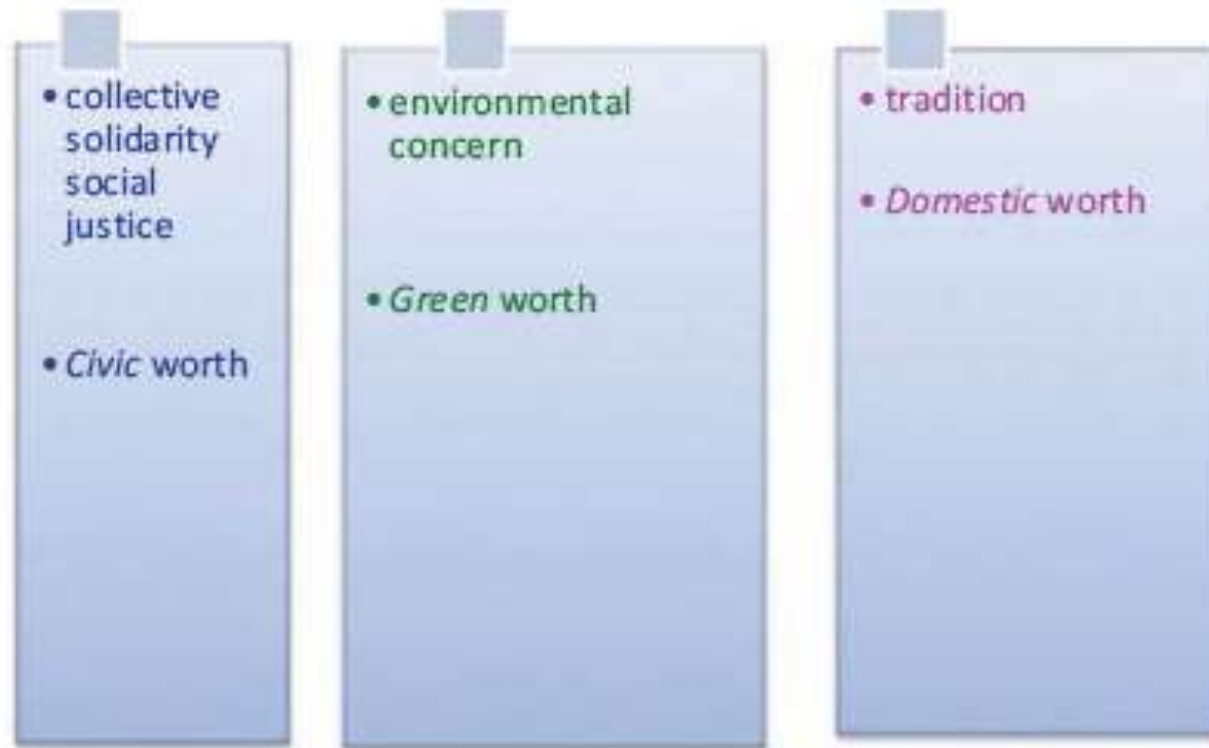 • collective
solidarity
social
justice
• Civic worth
• environmental
concern
• Green worth
• tradition
• Domestic worth